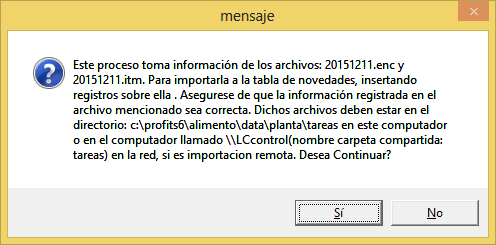 mensaje
Este proceso toma información de los archivos: 20151211.enc y
20151211.itm. Para importarla a la tabla de novedades, insertando
registros sobre ella . Asegurese de que la información registrada en el
archivo mencionado sea correcta. Dichos archivos deben estar en el
directorio: c:\profits6\alimento\data\planta\tareas en este computador
o en el computador llamado \\LCcontrol(nombre carpeta compartida:
tareas) en la red, si es importacion remota. Desea Continuar?
Sí
No